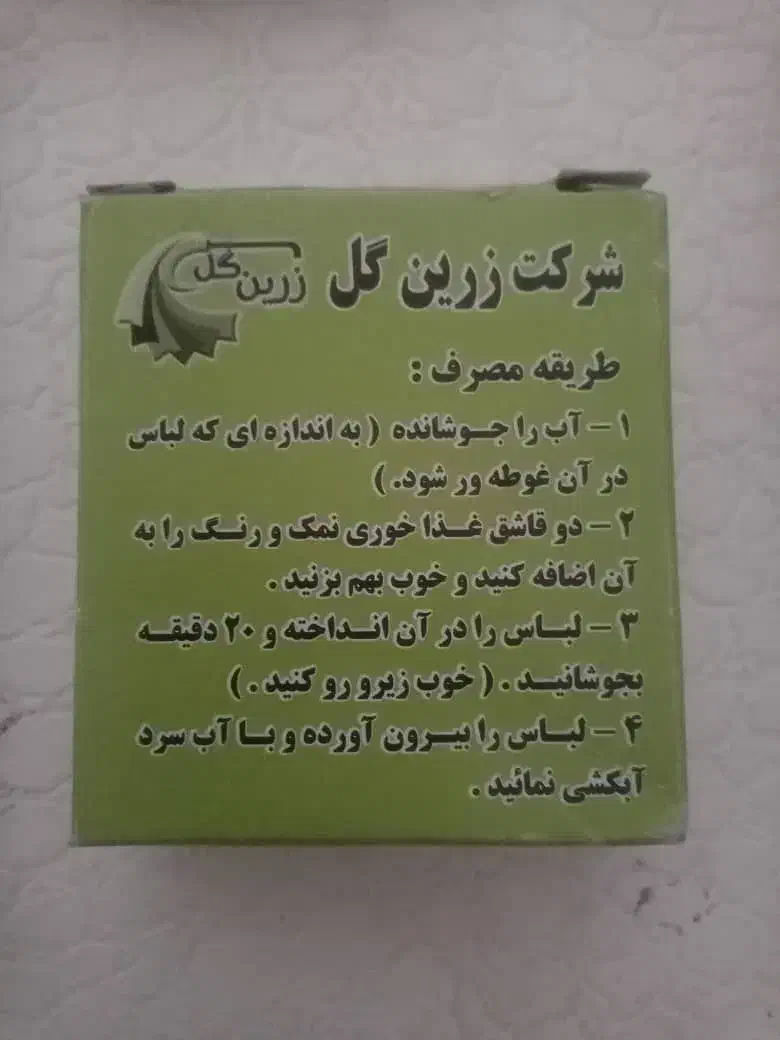 شرکت زرین گل
زرین گل
طریقه مصرف :
۱ – آب را جوشانده ( به اندازه ای که لباس
در آن غوطه ور شود. )
۲ – دو قاشق غذا خوری نمک و رنگ را به
آن اضافه کنید و خوب بهم بزنید .
۳ – لباس را در آن انداخته و ۲۰ دقیقه
بجوشانید . ( خوب زیرو رو کنید . )
۴ – لباس را بیرون آورده و با آب سرد
آبکشی نمائید .